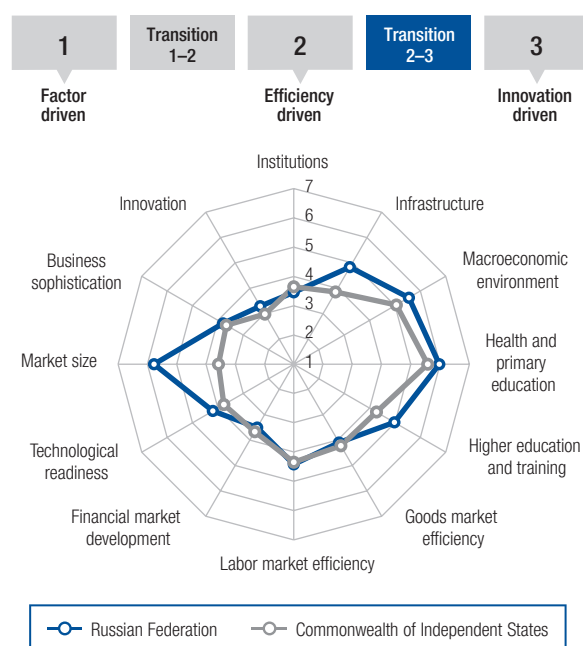 1
Transition
1–2
2
Transition
2–3
3
Factor
driven
Efficiency
driven
Innovation
driven
Institutions
7
6
5
4
3
2
1
Infrastructure
Macroeconomic
environment
Health and
primary
education
Higher education
and training
Goods market
efficiency
Labor market efficiency
Financial market
development
Technological
readiness
Market size
Business
sophistication
Innovation
Russian Federation
Commonwealth of Independent States